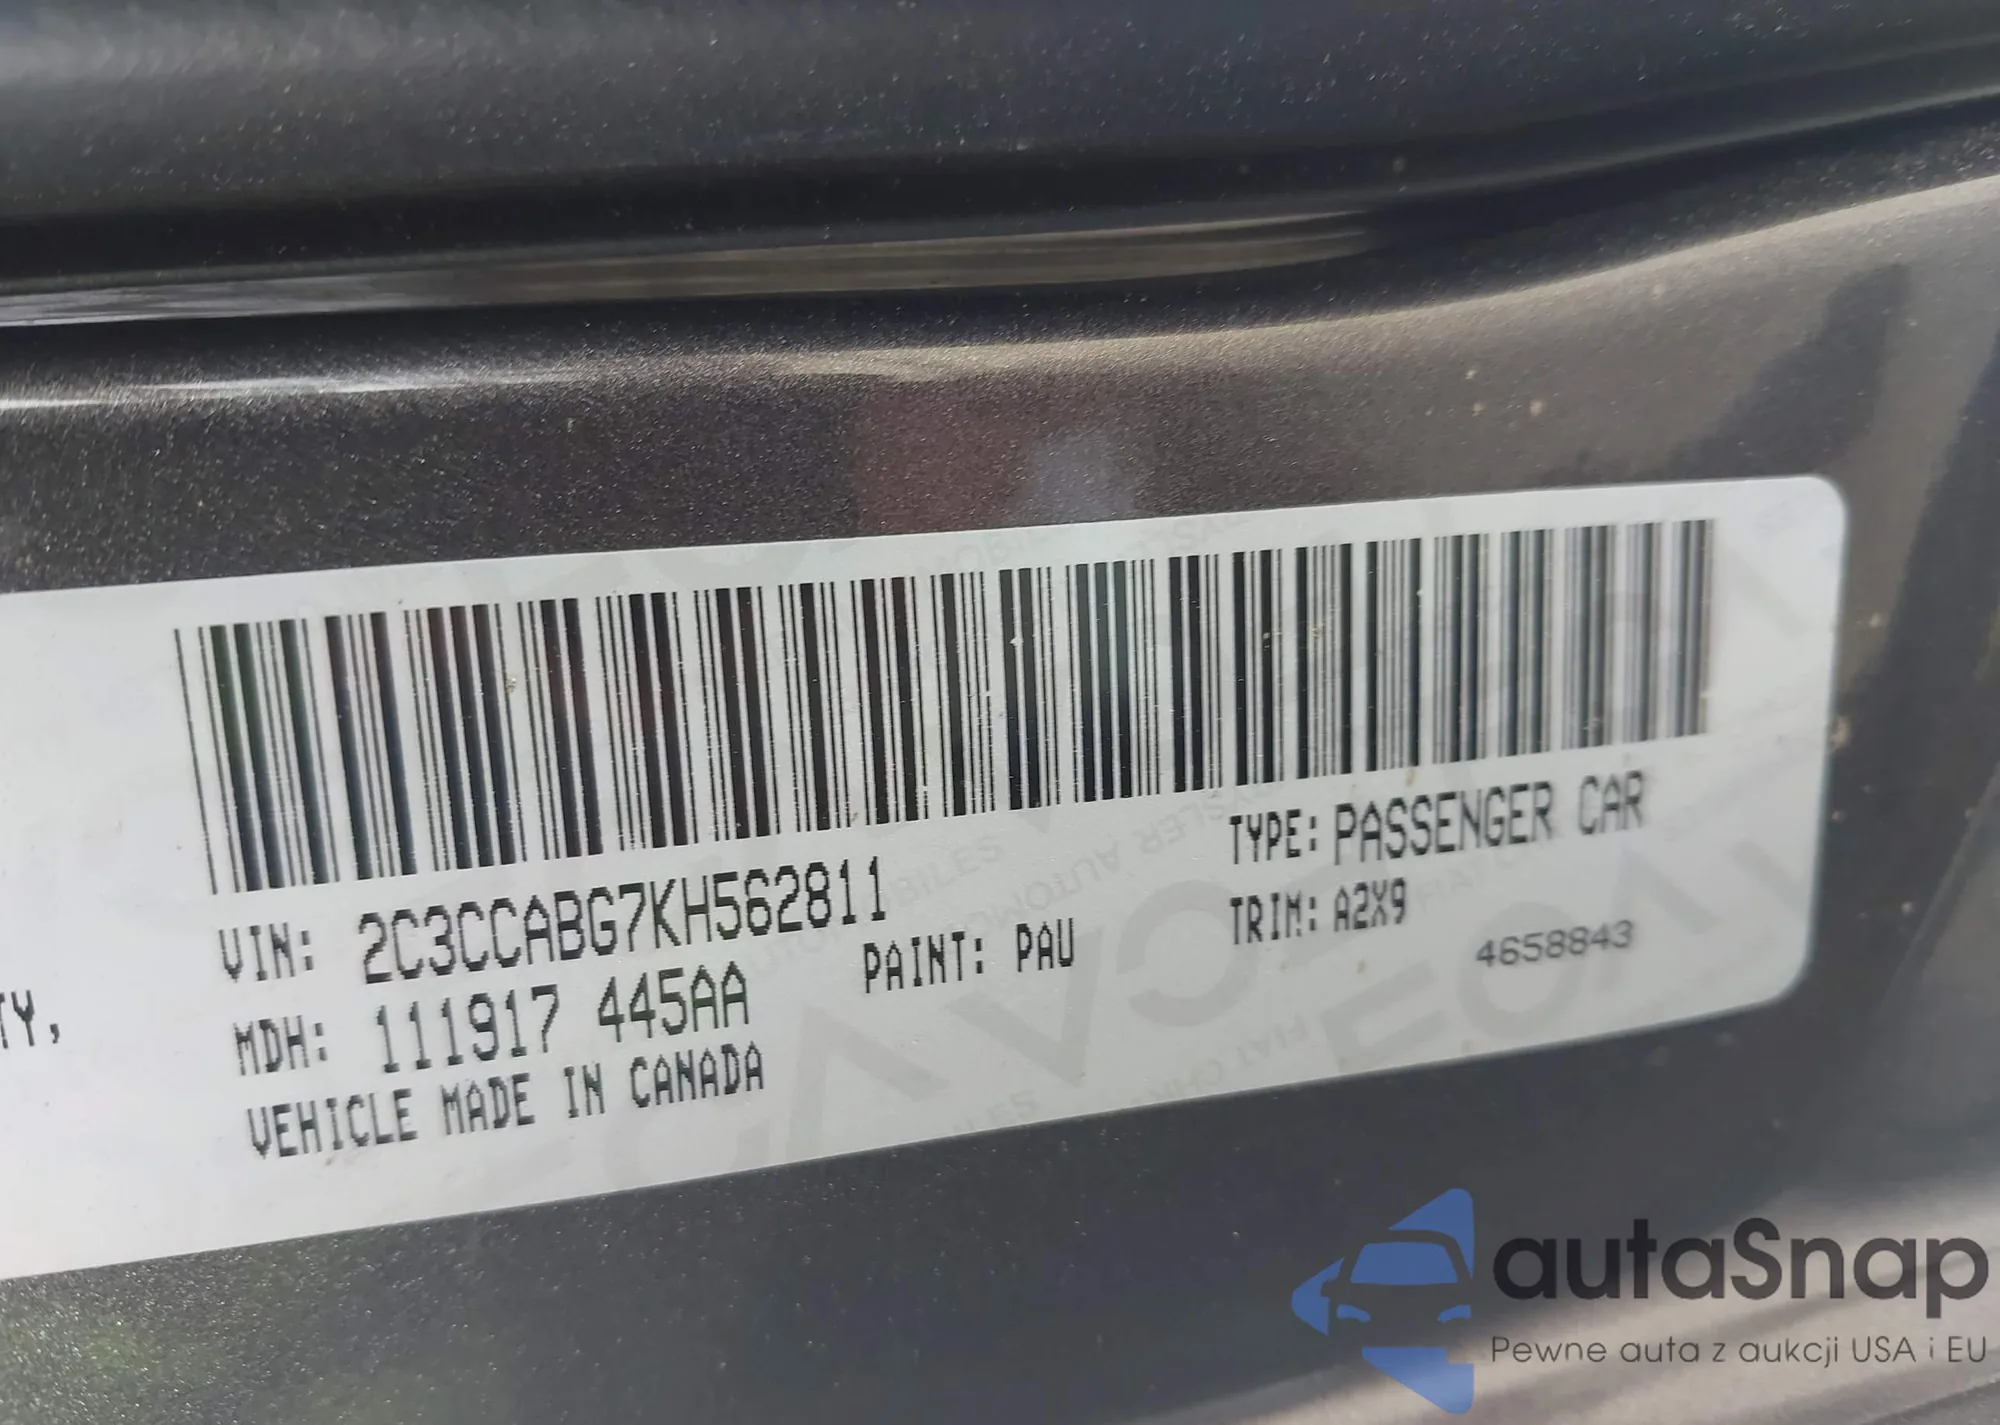 VIN: 2C3CCABG7KH562811
TYPE: PASSENGER CAR
MDH: 111917 445AA
PAINT: PAU
TRIM: A2X9
4658843
VEHICLE MADE IN CANADA
TY,
autaSnap
Pewne auta z aukcji USA i EU